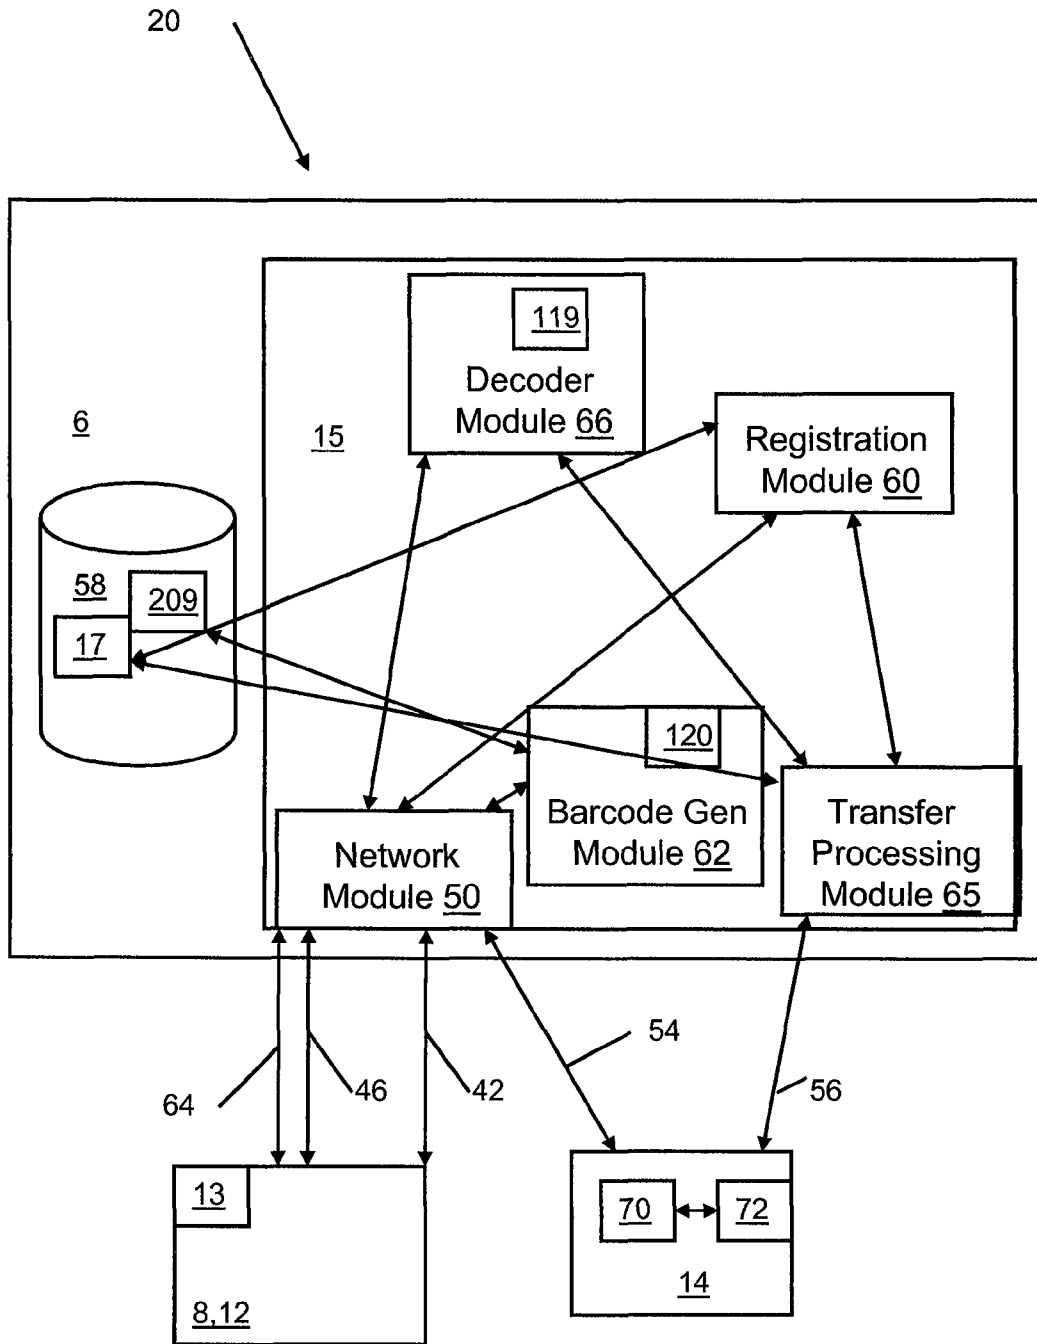 20
119
Decoder
Module 66
6
15
Registration
Module 60
58
209
17
120
Barcode Gen
Module 62
Transfer
Processing
Module 65
Network
Module 50
54
64
46
42
56
13
70
72
8,12
14